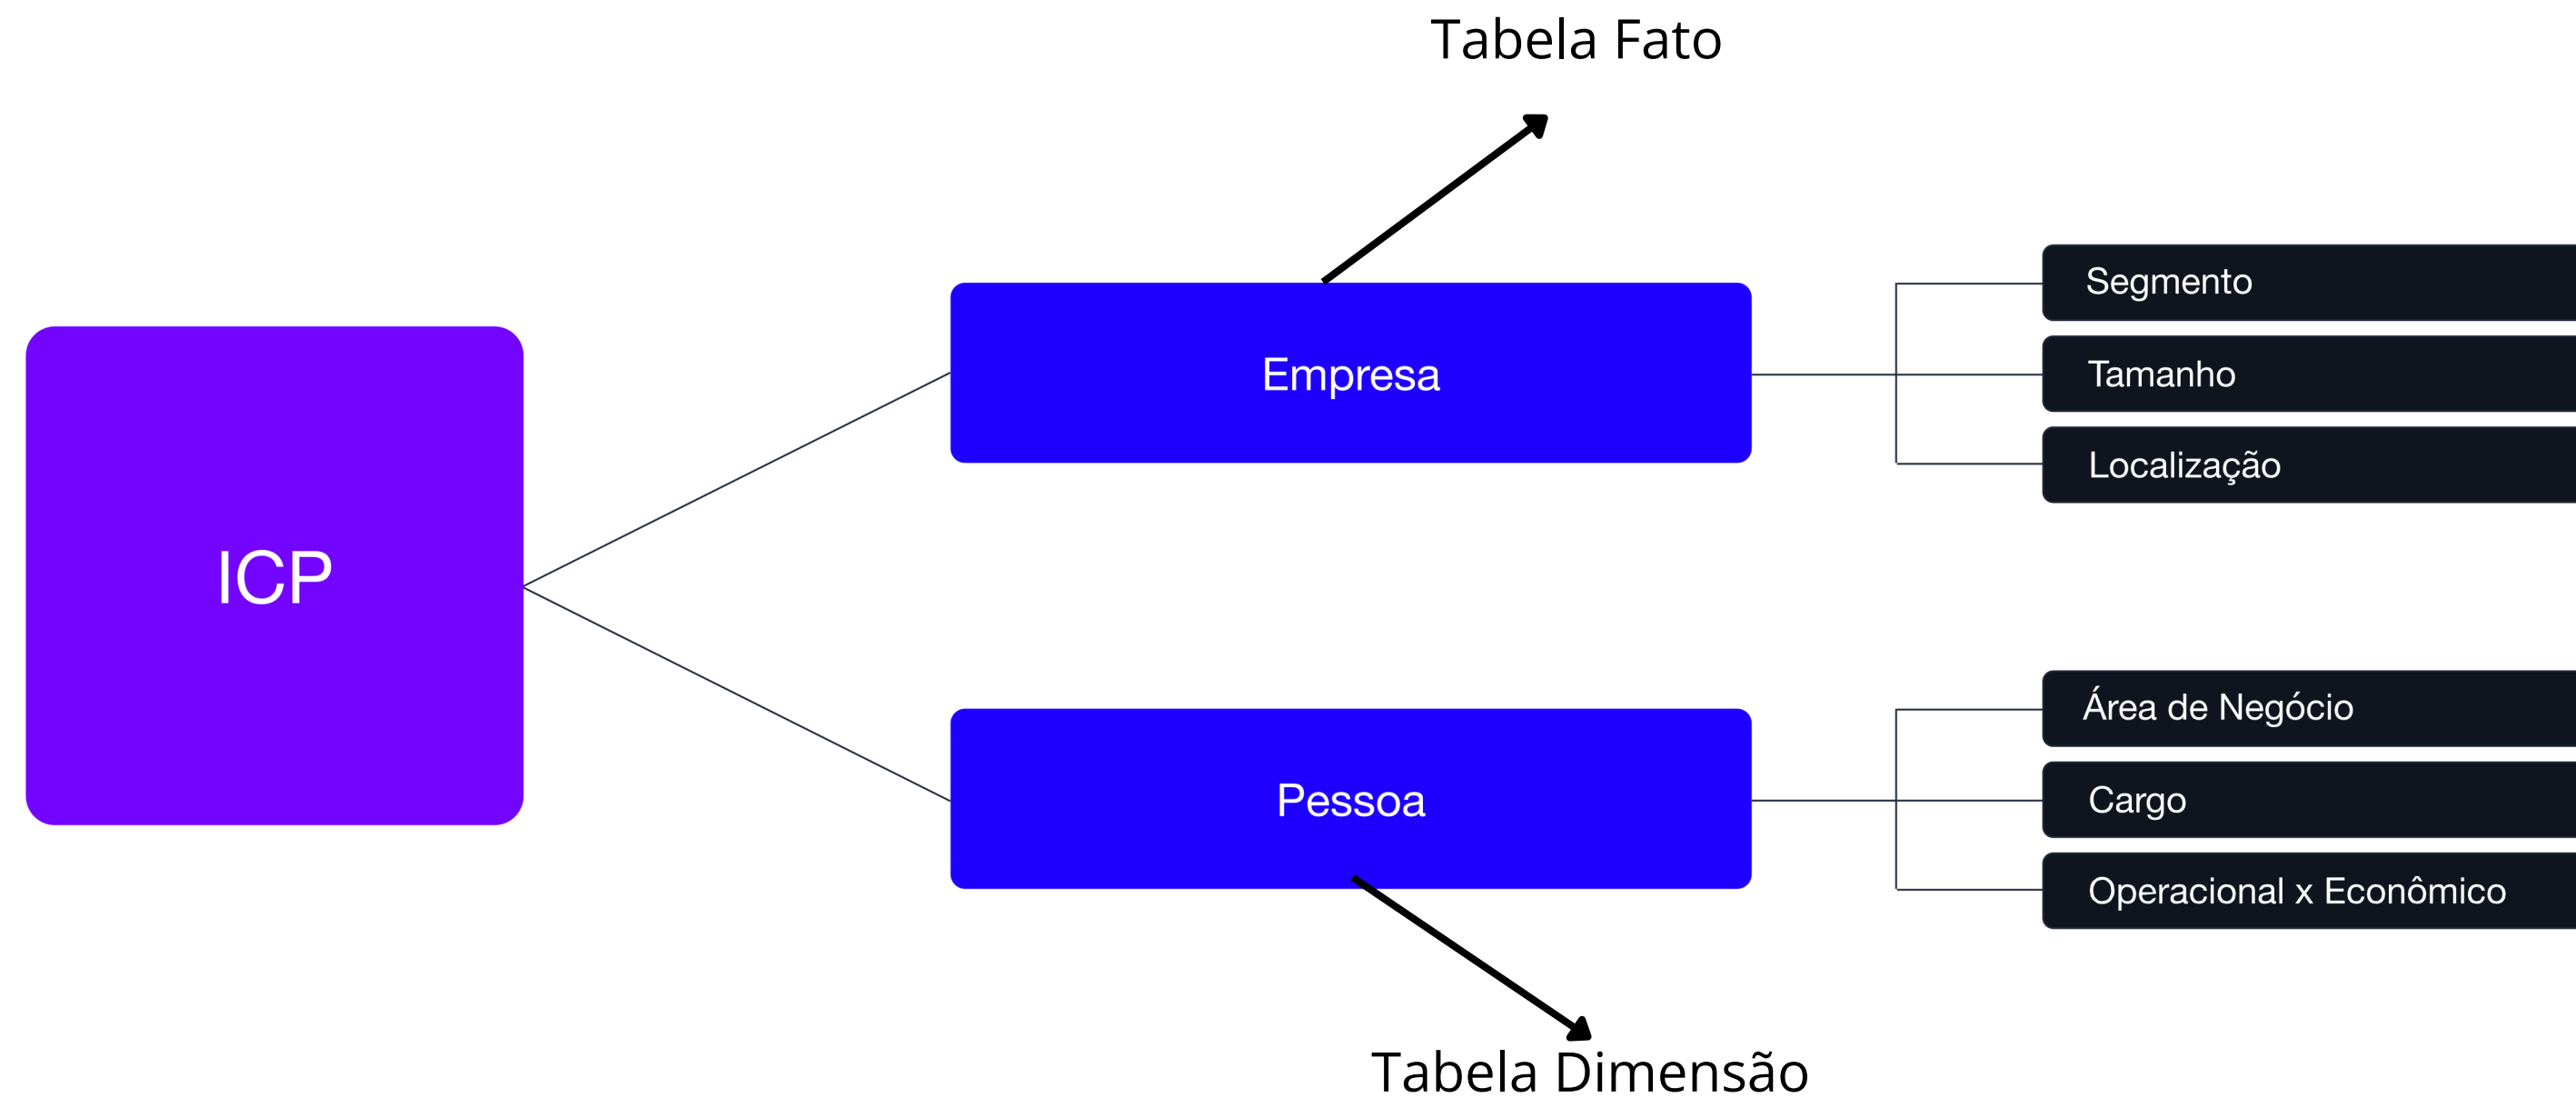 Tabela Fato
Segmento
Empresa
Tamanho
Localização
ICP
Área de Negócio
Pessoa
Cargo
Operacional x Econômico
Tabela Dimensão